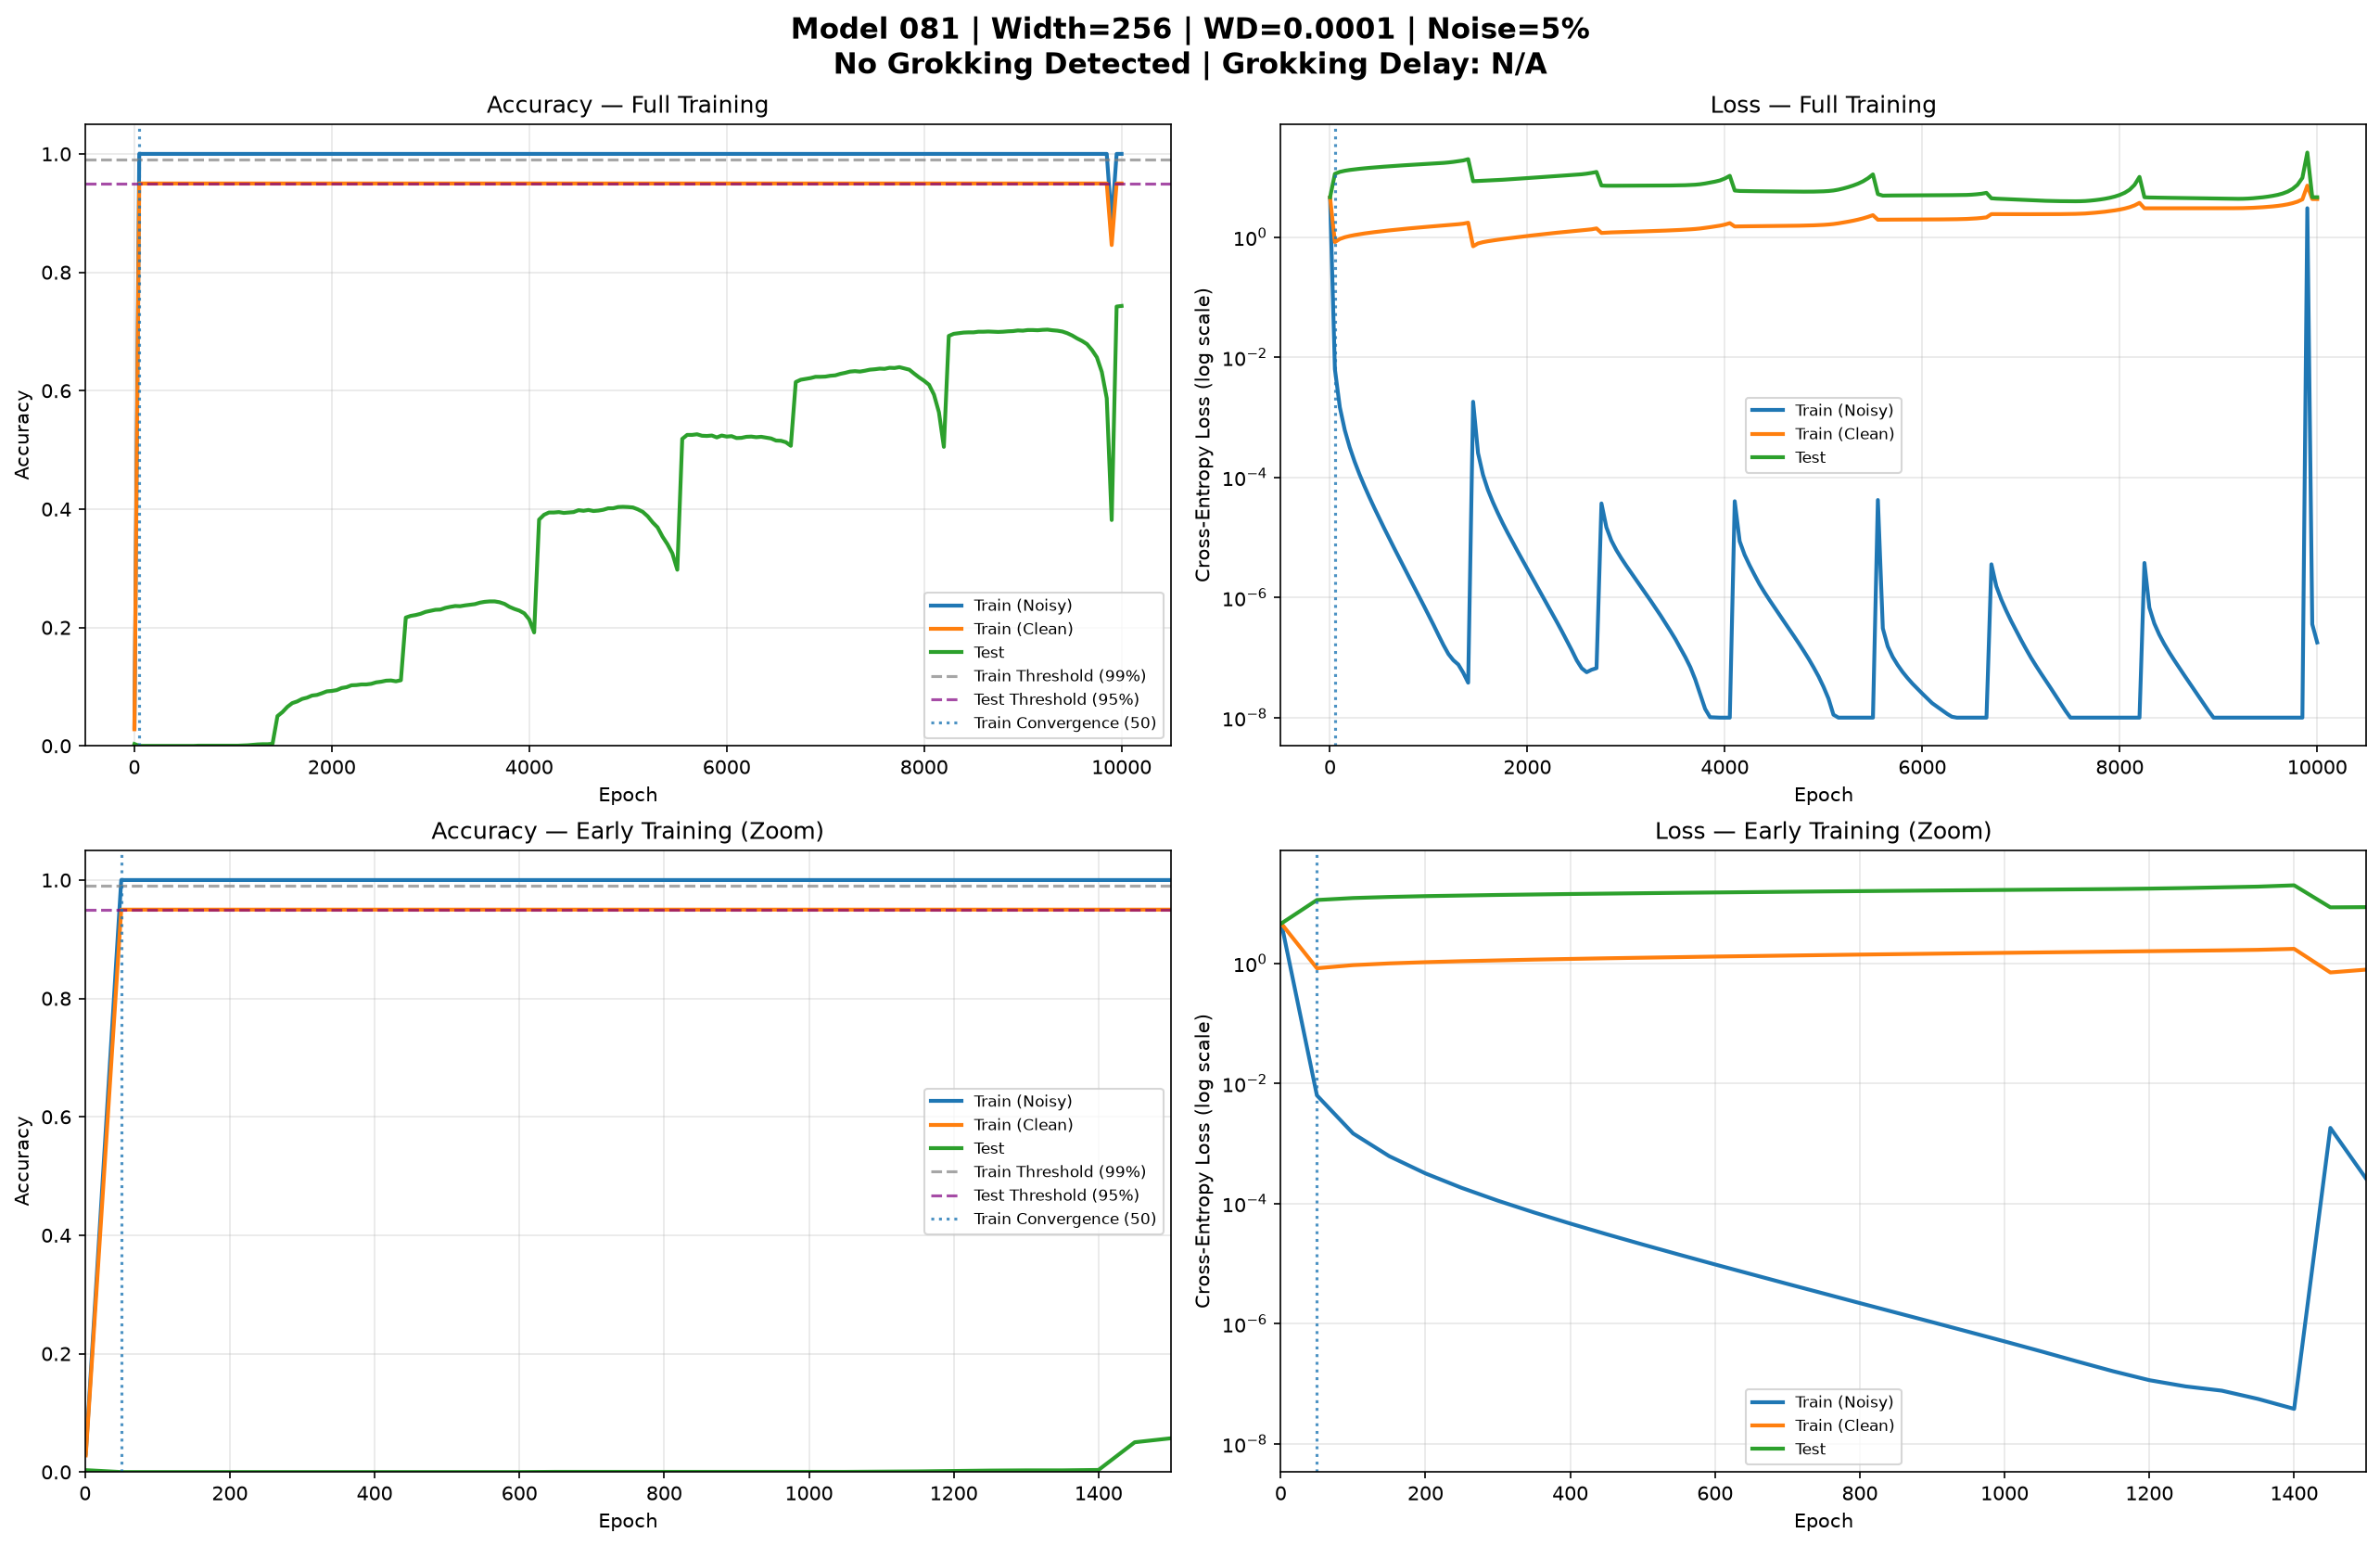 Model 081 | Width=256 | WD=0.0001 | Noise=5%
No Grokking Detected | Grokking Delay: N/A
Accuracy — Full Training
1.0
0.8
0.6
0.4
0.2
0.0
Accuracy
0
2000
4000
6000
8000
10000
Epoch
Train (Noisy)
Train (Clean)
Test
Train Threshold (99%)
Test Threshold (95%)
Train Convergence (50)
Loss — Full Training
10⁰
10⁻²
10⁻⁴
10⁻⁶
10⁻⁸
Cross-Entropy Loss (log scale)
0
2000
4000
6000
8000
10000
Epoch
Train (Noisy)
Train (Clean)
Test
Accuracy — Early Training (Zoom)
1.0
0.8
0.6
0.4
0.2
0.0
Accuracy
0
200
400
600
800
1000
1200
1400
Epoch
Train (Noisy)
Train (Clean)
Test
Train Threshold (99%)
Test Threshold (95%)
Train Convergence (50)
Loss — Early Training (Zoom)
10⁰
10⁻²
10⁻⁴
10⁻⁶
10⁻⁸
Cross-Entropy Loss (log scale)
0
200
400
600
800
1000
1200
1400
Epoch
Train (Noisy)
Train (Clean)
Test